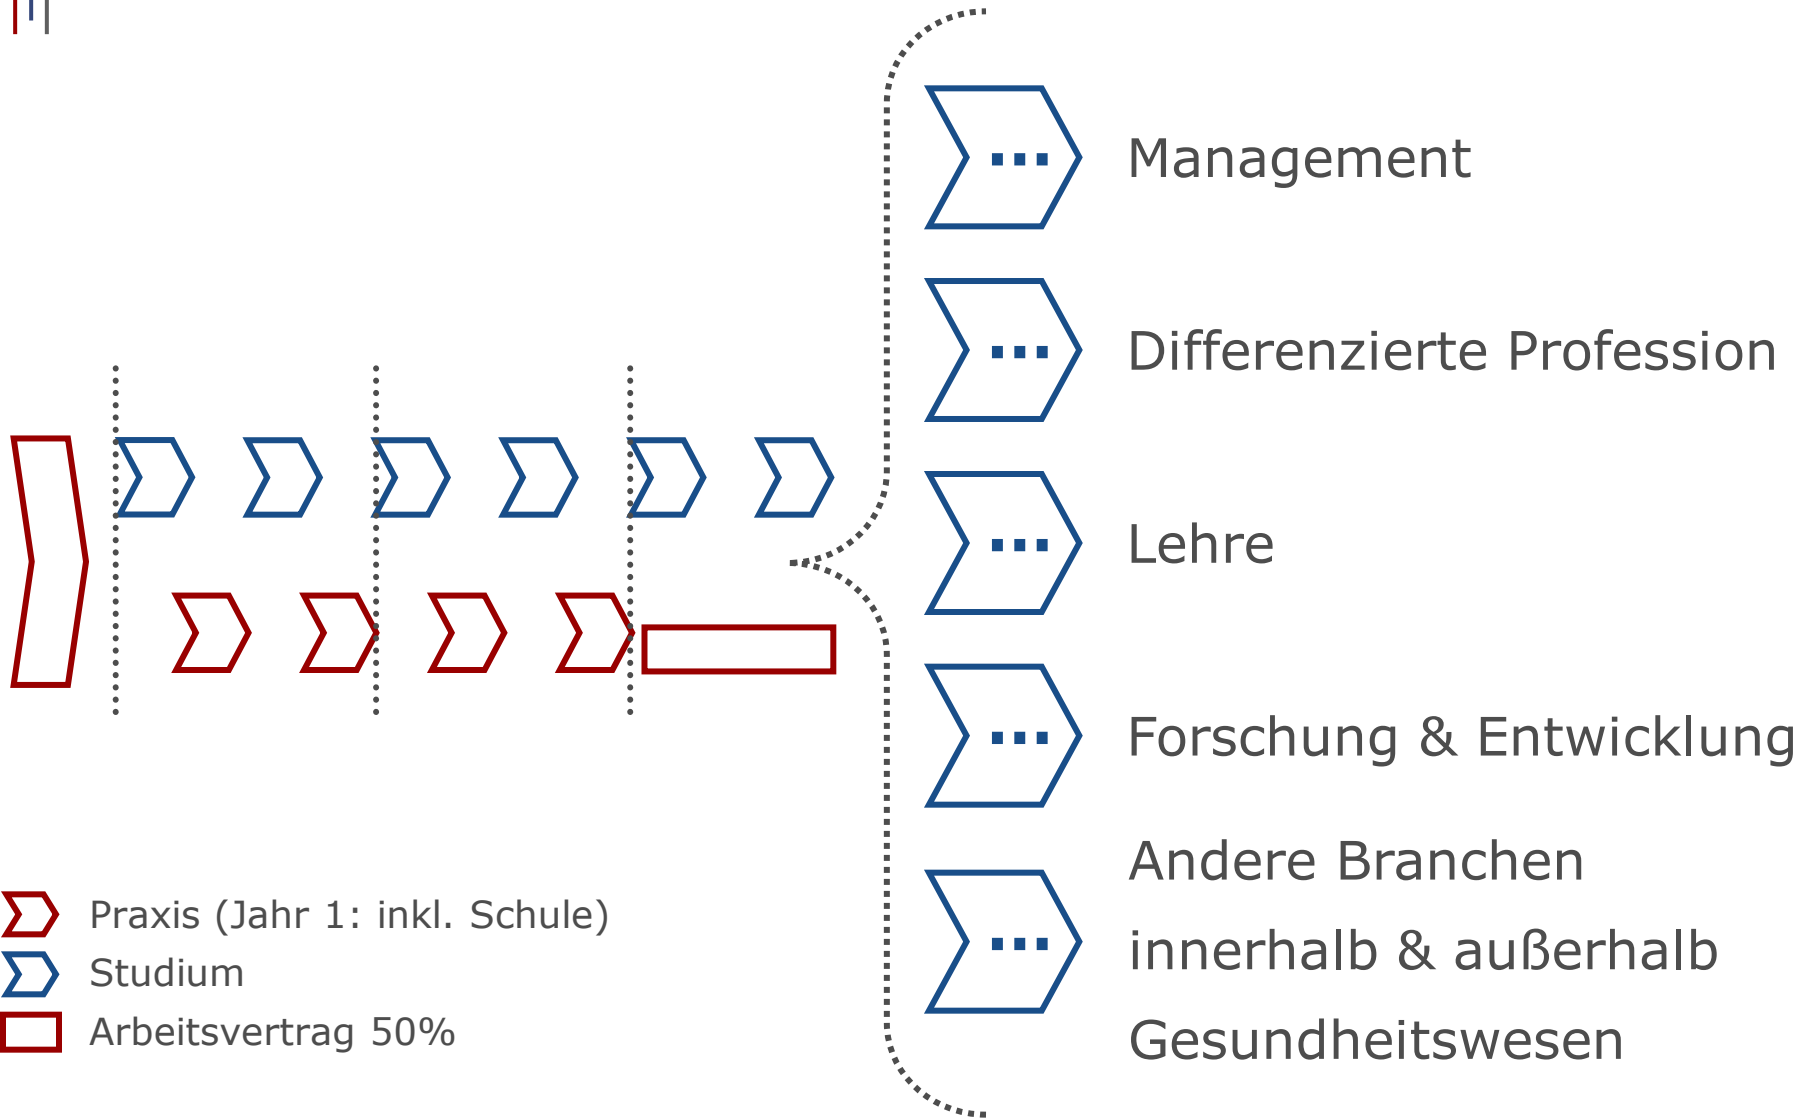 Management
Differenzierte Profession
Lehre
Forschung & Entwicklung
Andere Branchen
innerhalb & außerhalb
Gesundheitswesen
Praxis (Jahr 1: inkl. Schule)
Studium
Arbeitsvertrag 50%